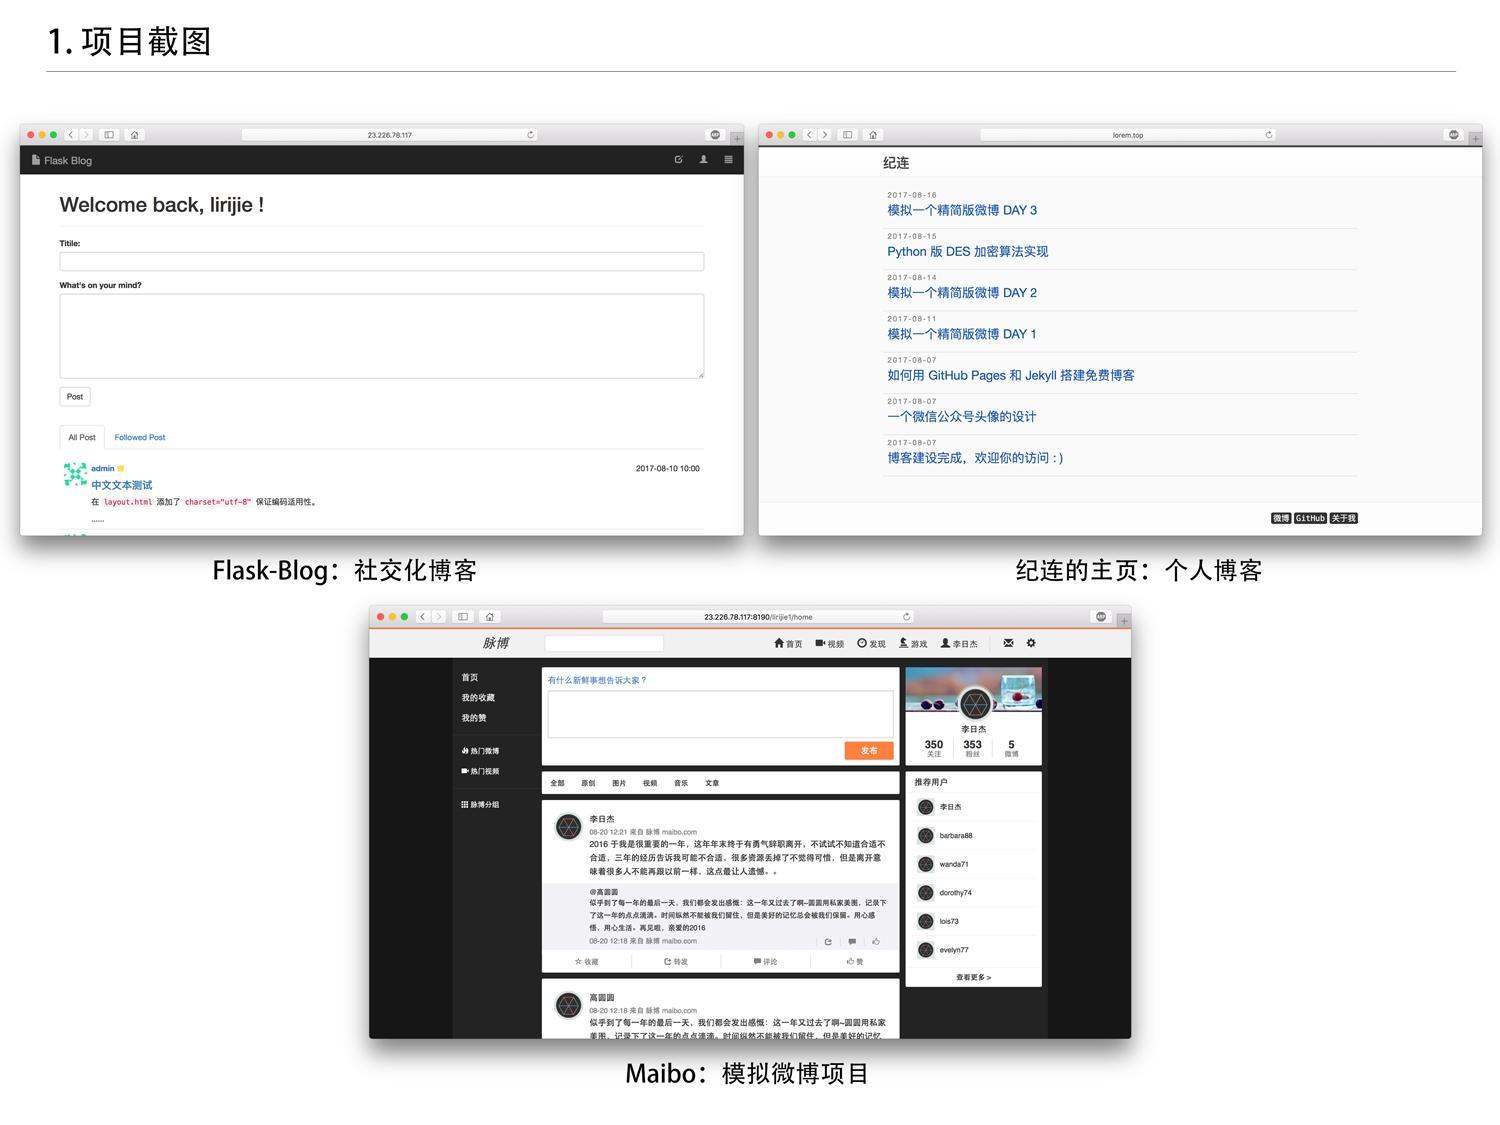 1. 项目截图
23.226.78.117
Flask Blog
Welcome back, lirijie !
Titile:
What's on your mind?
Post
All Post Followed Post
admin 2017-08-10 10:00
中文文本测试
在 layout.html 添加了 charset="utf-8" 保证编码适用性。
......
Flask-Blog：社交化博客
lorem.top
纪连
2017-08-16
模拟一个精简版微博 DAY 3
2017-08-15
Python 版 DES 加密算法实现
2017-08-14
模拟一个精简版微博 DAY 2
2017-08-11
模拟一个精简版微博 DAY 1
2017-08-07
如何用 GitHub Pages 和 Jekyll 搭建免费博客
2017-08-07
一个微信公众号头像的设计
2017-08-07
博客建设完成，欢迎你的访问 : )
微博 GitHub 关于我
纪连的主页：个人博客
23.226.78.117:8190/lirijie1/home
脉博 首页 视频 发现 游戏 李日杰
首页
我的收藏
我的赞
热门微博
热门视频
脉博分组
有什么新鲜事想告诉大家？
发布
全部 原创 图片 视频 音乐 文章
李日杰
08-20 12:21 来自 脉博 maibo.com
2016 于我是很重要的一年，这年年末终于有勇气辞职离开，不试试不知道合适不
合适，三年的经历告诉我可能不合适，很多资源丢掉了不觉得可惜，但是离开意
味着很多人不能再跟以前一样，这点最让人遗憾。。
@高圆圆
似乎到了每一年的最后一天，我们都会发出感慨：这一年又过去了啊~圆圆用私家美图，记录下
了这一年的点点滴滴。时间纵然不能被我们留住，但是美好的记忆总会被我们保留。用心感
悟，用心生活。再见啦，亲爱的2016
08-20 12:18 来自 脉博 maibo.com
收藏 转发 评论 赞
高圆圆
08-20 12:18 来自 脉博 maibo.com
似乎到了每一年的最后一天，我们都会发出感慨：这一年又过去了啊~圆圆用私家
美图，记录下了这一年的点点滴滴。时间纵然不能被我们留住，但是美好的记忆
李日杰
350 353 5
关注 粉丝 微博
推荐用户
李日杰
barbara88
wanda71
dorothy74
lois73
evelyn77
查看更多 >
Maibo：模拟微博项目